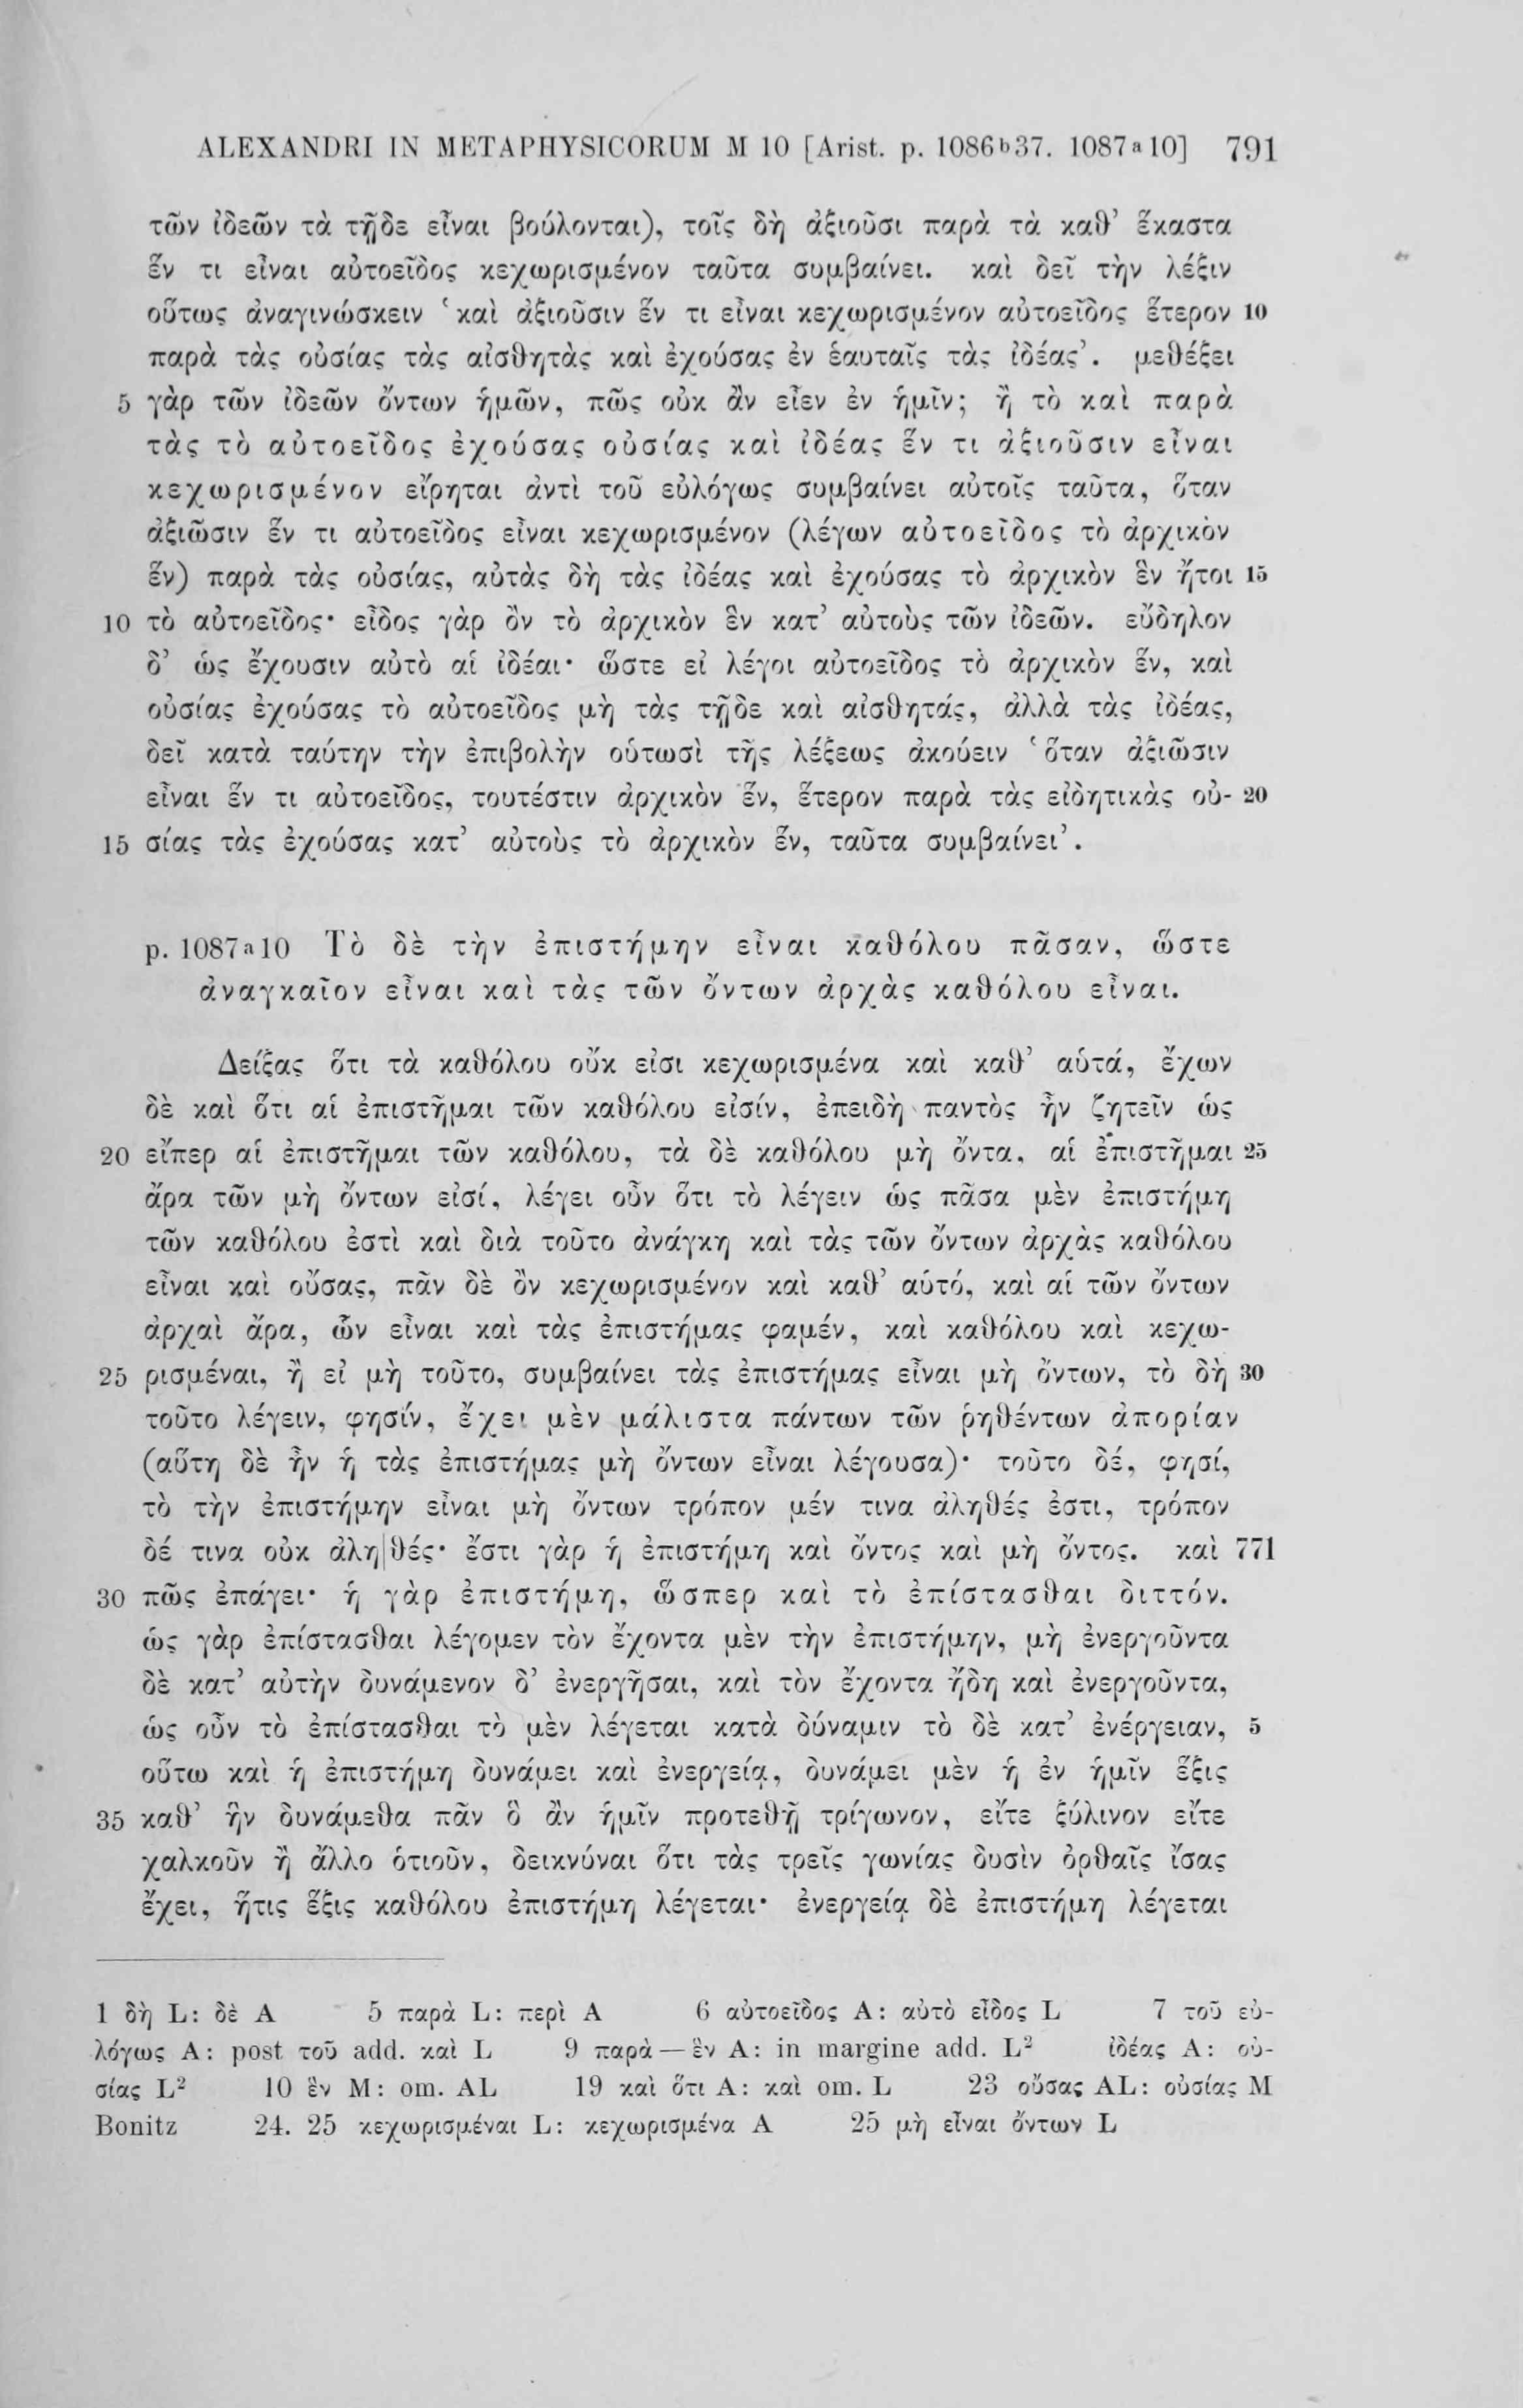 ALEXANDRI IN METAPHYSICORUM M 10 [Arist. p. 1086ᵇ37. 1087ᵃ10] 791
τῶν ἰδεῶν τὰ τῇδε εἶναι βούλονται), τοῖς δὴ ἀξιοῦσι παρὰ τὰ καθ’ ἕκαστα
ἕν τι εἶναι αὐτοεῖδος κεχωρισμένον ταῦτα συμβαίνει. καὶ δεῖ τὴν λέξιν
οὕτως ἀναγινώσκειν ‘καὶ ἀξιοῦσιν ἕν τι εἶναι κεχωρισμένον αὐτοεῖδος ἕτερον 10
παρὰ τὰς οὐσίας τὰς αἰσθητὰς καὶ ἐχούσας ἐν ἑαυταῖς τὰς ἰδέας’. μεθέξει
5 γὰρ τῶν ἰδεῶν ὄντων ἡμῶν, πῶς οὐκ ἂν εἶεν ἐν ἡμῖν; ἢ τὸ καὶ παρὰ
τὰς τὸ αὐτοεῖδος ἐχούσας οὐσίας καὶ ἰδέας ἕν τι ἀξιοῦσιν εἶναι
κεχωρισμένον εἴρηται ἀντὶ τοῦ εὐλόγως συμβαίνει αὐτοῖς ταῦτα, ὅταν
ἀξιῶσιν ἕν τι αὐτοεῖδος εἶναι κεχωρισμένον (λέγων αὐτοεῖδος τὸ ἀρχικὸν
ἕν) παρὰ τὰς οὐσίας, αὐτὰς δὴ τὰς ἰδέας καὶ ἐχούσας τὸ ἀρχικὸν ἓν ἤτοι 15
10 τὸ αὐτοεῖδος· εἶδος γὰρ ὂν τὸ ἀρχικὸν ἓν κατ’ αὐτοὺς τῶν ἰδεῶν. εὔδηλον
δ’ ὡς ἔχουσιν αὐτὸ αἱ ἰδέαι· ὥστε εἰ λέγοι αὐτοεῖδος τὸ ἀρχικὸν ἕν, καὶ
οὐσίας ἐχούσας τὸ αὐτοεῖδος μὴ τὰς τῇδε καὶ αἰσθητάς, ἀλλὰ τὰς ἰδέας,
δεῖ κατὰ ταύτην τὴν ἐπιβολὴν οὑτωσὶ τῆς λέξεως ἀκούειν ‘ὅταν ἀξιῶσιν
εἶναι ἕν τι αὐτοεῖδος, τουτέστιν ἀρχικὸν ἕν, ἕτερον παρὰ τὰς εἰδητικὰς οὐ- 20
15 σίας τὰς ἐχούσας κατ’ αὐτοὺς τὸ ἀρχικὸν ἕν, ταῦτα συμβαίνει’.
p. 1087ᵃ10 Τὸ δὲ τὴν ἐπιστήμην εἶναι καθόλου πᾶσαν, ὥστε
ἀναγκαῖον εἶναι καὶ τὰς τῶν ὄντων ἀρχὰς καθόλου εἶναι.
Δείξας ὅτι τὰ καθόλου οὔκ εἰσι κεχωρισμένα καὶ καθ’ αὑτά, ἔχων
δὲ καὶ ὅτι αἱ ἐπιστῆμαι τῶν καθόλου εἰσίν, ἐπειδὴ παντὸς ἦν ζητεῖν ὡς
20 εἴπερ αἱ ἐπιστῆμαι τῶν καθόλου, τὰ δὲ καθόλου μὴ ὄντα, αἱ ἐπιστῆμαι 25
ἄρα τῶν μὴ ὄντων εἰσί, λέγει οὖν ὅτι τὸ λέγειν ὡς πᾶσα μὲν ἐπιστήμη
τῶν καθόλου ἐστὶ καὶ διὰ τοῦτο ἀνάγκη καὶ τὰς τῶν ὄντων ἀρχὰς καθόλου
εἶναι καὶ οὔσας, πᾶν δὲ ὂν κεχωρισμένον καὶ καθ’ αὑτό, καὶ αἱ τῶν ὄντων
ἀρχαὶ ἄρα, ὧν εἶναι καὶ τὰς ἐπιστήμας φαμέν, καὶ καθόλου καὶ κεχω-
25 ρισμέναι, ἢ εἰ μὴ τοῦτο, συμβαίνει τὰς ἐπιστήμας εἶναι μὴ ὄντων, τὸ δὴ 30
τοῦτο λέγειν, φησίν, ἔχει μὲν μάλιστα πάντων τῶν ῥηθέντων ἀπορίαν
(αὕτη δὲ ἦν ἡ τὰς ἐπιστήμας μὴ ὄντων εἶναι λέγουσα)· τοῦτο δέ, φησί,
τὸ τὴν ἐπιστήμην εἶναι μὴ ὄντων τρόπον μέν τινα ἀληθές ἐστι, τρόπον
δέ τινα οὐκ ἀλη|θές· ἔστι γὰρ ἡ ἐπιστήμη καὶ ὄντος καὶ μὴ ὄντος. καὶ 771
30 πῶς ἐπάγει· ἡ γὰρ ἐπιστήμη, ὥσπερ καὶ τὸ ἐπίστασθαι διττόν.
ὡς γὰρ ἐπίστασθαι λέγομεν τὸν ἔχοντα μὲν τὴν ἐπιστήμην, μὴ ἐνεργοῦντα
δὲ κατ’ αὐτὴν δυνάμενον δ’ ἐνεργῆσαι, καὶ τὸν ἔχοντα ἤδη καὶ ἐνεργοῦντα,
ὡς οὖν τὸ ἐπίστασθαι τὸ μὲν λέγεται κατὰ δύναμιν τὸ δὲ κατ’ ἐνέργειαν, 5
οὕτω καὶ ἡ ἐπιστήμη δυνάμει καὶ ἐνεργείᾳ, δυνάμει μὲν ἡ ἐν ἡμῖν ἕξις
35 καθ’ ἣν δυνάμεθα πᾶν ὃ ἂν ἡμῖν προτεθῇ τρίγωνον, εἴτε ξύλινον εἴτε
χαλκοῦν ἢ ἄλλο ὁτιοῦν, δεικνύναι ὅτι τὰς τρεῖς γωνίας δυσὶν ὀρθαῖς ἴσας
ἔχει, ἥτις ἕξις καθόλου ἐπιστήμη λέγεται· ἐνεργείᾳ δὲ ἐπιστήμη λέγεται
1 δὴ L: δὲ A 5 παρὰ L: περὶ A 6 αὐτοεῖδος A: αὐτὸ εἶδος L 7 τοῦ εὐ-
λόγως A: post τοῦ add. καὶ L 9 παρὰ — ἓν A: in margine add. L² ἰδέας A: οὐ-
σίας L² 10 ἓν M: om. AL 19 καὶ ὅτι A: καὶ om. L 23 οὔσας AL: οὐσίας M
Bonitz 24. 25 κεχωρισμέναι L: κεχωρισμένα A 25 μὴ εἶναι ὄντων L